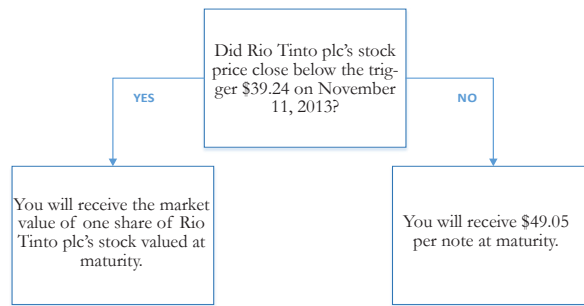 Did Rio Tinto plc's stock
price close below the trig-
ger $39.24 on November
11, 2013?
YES
NO
You will receive the market
value of one share of Rio
Tinto plc's stock valued at
maturity.
You will receive $49.05
per note at maturity.